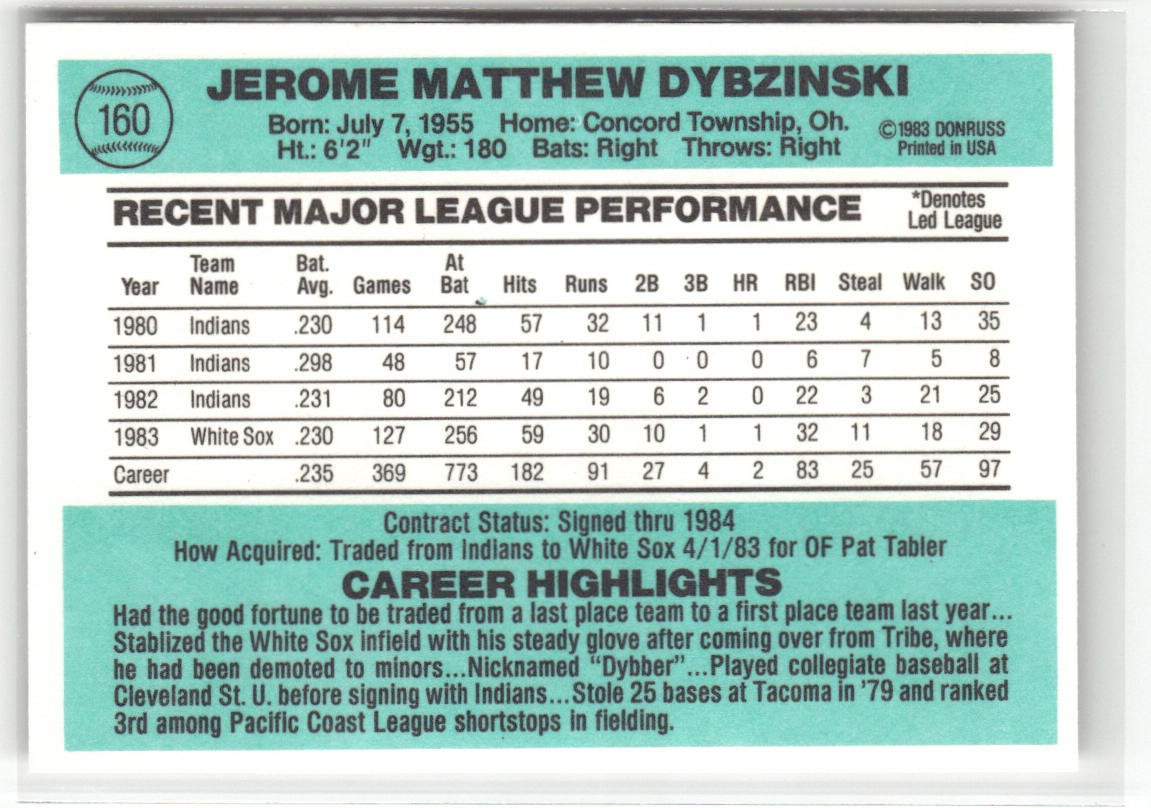 160
JEROME MATTHEW DYBZINSKI
Born: July 7, 1955 Home: Concord Township, Oh.
Ht.: 6'2" Wgt.: 180 Bats: Right Throws: Right
©1983 DONRUSS
Printed in USA
RECENT MAJOR LEAGUE PERFORMANCE
*Denotes
Led League
Year Team Name Bat. Avg. Games At Bat Hits Runs 2B 3B HR RBI Steal Walk SO
1980 Indians .230 114 248 57 32 11 1 1 23 4 13 35
1981 Indians .298 48 57 17 10 0 0 0 6 7 5 8
1982 Indians .231 80 212 49 19 6 2 0 22 3 21 25
1983 White Sox .230 127 256 59 30 10 1 1 32 11 18 29
Career .235 369 773 182 91 27 4 2 83 25 57 97
Contract Status: Signed thru 1984
How Acquired: Traded from Indians to White Sox 4/1/83 for OF Pat Tabler
CAREER HIGHLIGHTS
Had the good fortune to be traded from a last place team to a first place team last year...
Stablized the White Sox infield with his steady glove after coming over from Tribe, where
he had been demoted to minors...Nicknamed "Dybber"...Played collegiate baseball at
Cleveland St. U. before signing with Indians...Stole 25 bases at Tacoma in '79 and ranked
3rd among Pacific Coast League shortstops in fielding.